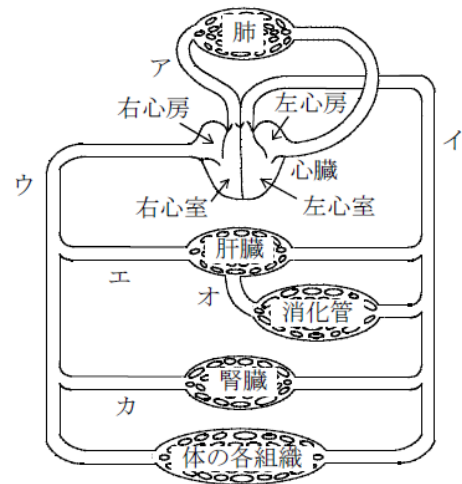 肺
ア
右心房
左心房
イ
ウ
心臓
右心室
左心室
肝臓
エ
オ
消化管
腎臓
カ
体の各組織